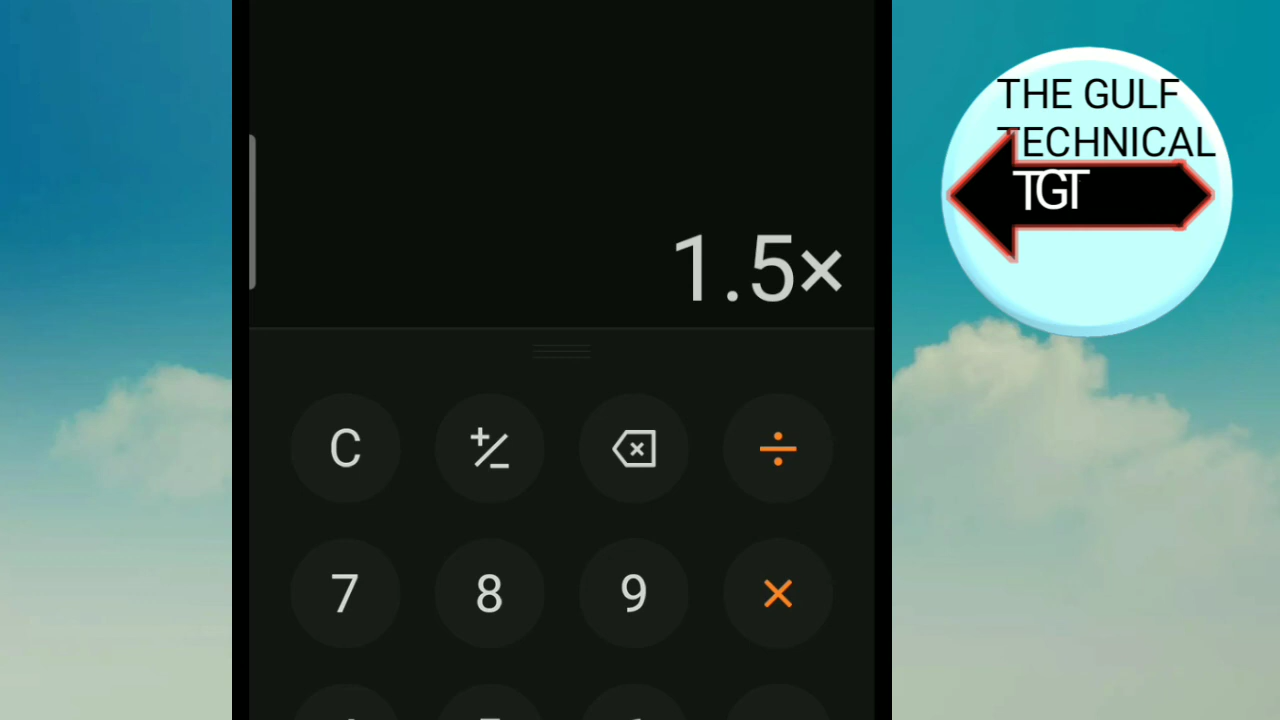 THE GULF
TECHNICAL
TGT
1.5×
C
+/−
÷
7 8 9 ×